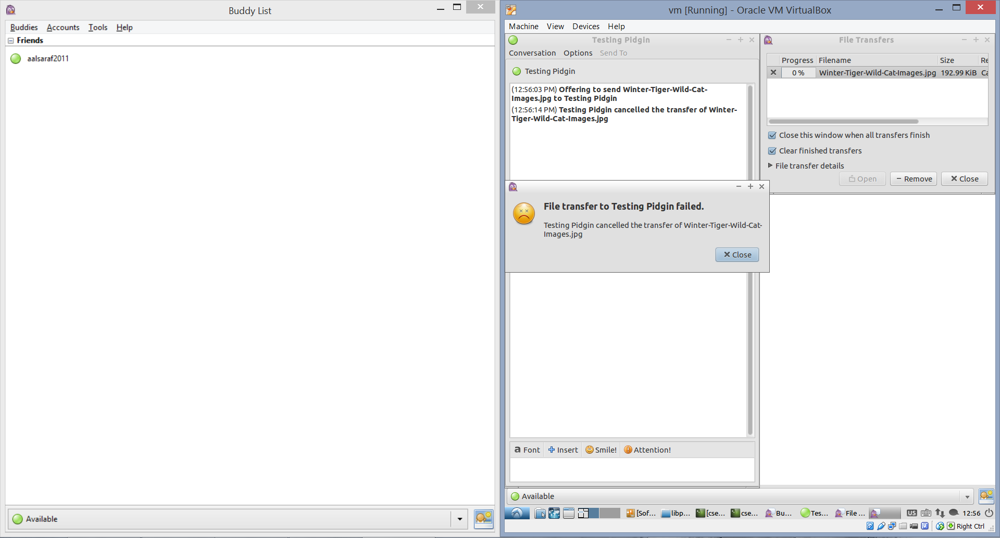 Buddy List
Buddies Accounts Tools Help
Friends
aalsaraf2011
Available
vm [Running] - Oracle VM VirtualBox
Machine View Devices Help
Testing Pidgin
Conversation Options Send To
Testing Pidgin
(12:56:03 PM) Offering to send Winter-Tiger-Wild-Cat-
Images.jpg to Testing Pidgin
(12:56:14 PM) Testing Pidgin cancelled the transfer of Winter-
Tiger-Wild-Cat-Images.jpg
File Transfers
Progress Filename Size Re
0 % Winter-Tiger-Wild-Cat-Images.jpg 192.99 KiB Ca
Close this window when all transfers finish
Clear finished transfers
File transfer details
Open Remove Close
File transfer to Testing Pidgin failed.
Testing Pidgin cancelled the transfer of Winter-Tiger-Wild-Cat-
Images.jpg
Close
a Font Insert Smile! Attention!
Available
[Sof... libp... [cse... cse... Bu... Tes... File ... US 12:56
Right Ctrl